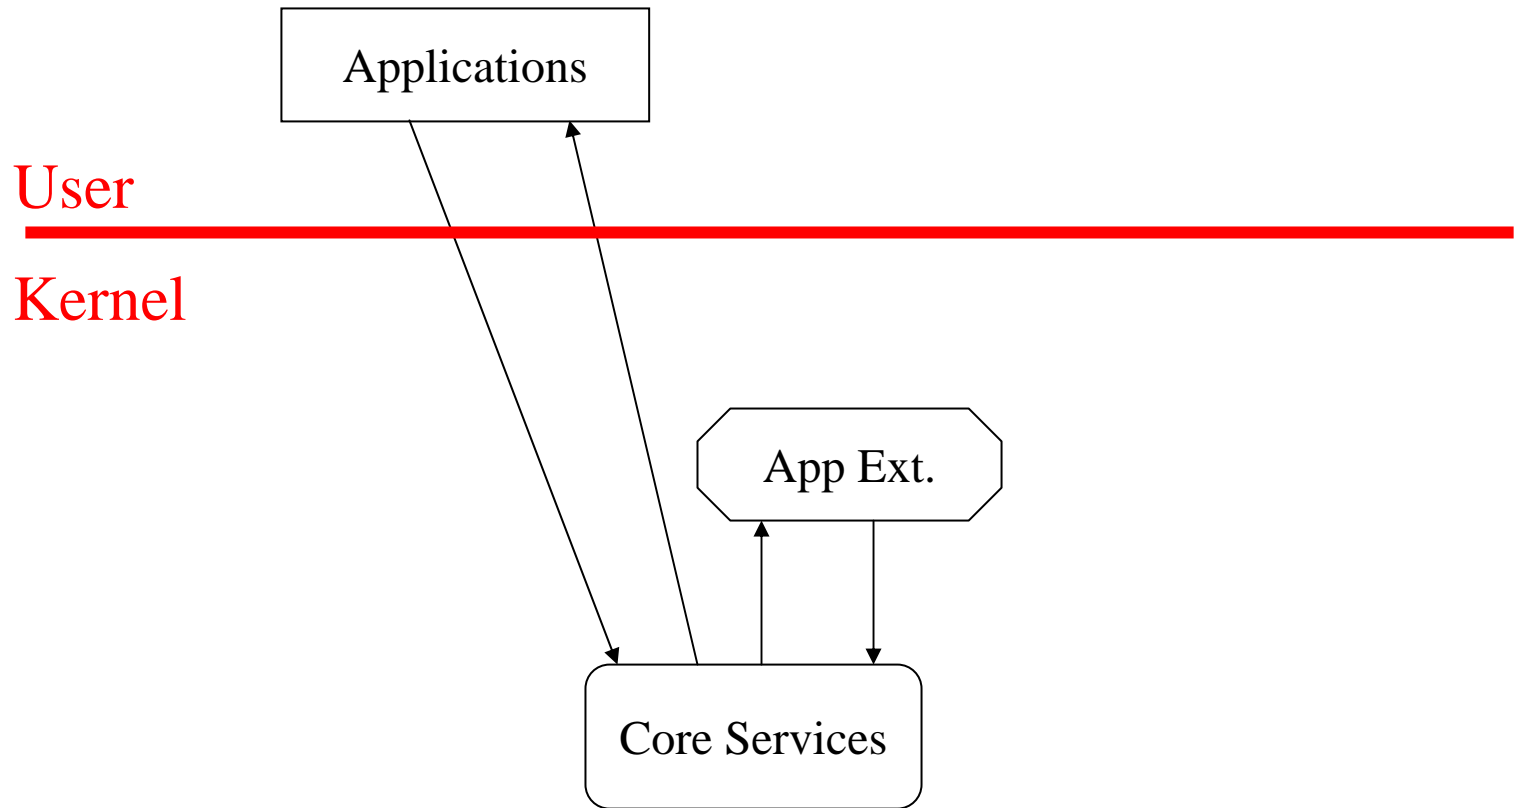 Applications
User
Kernel
App Ext.
Core Services